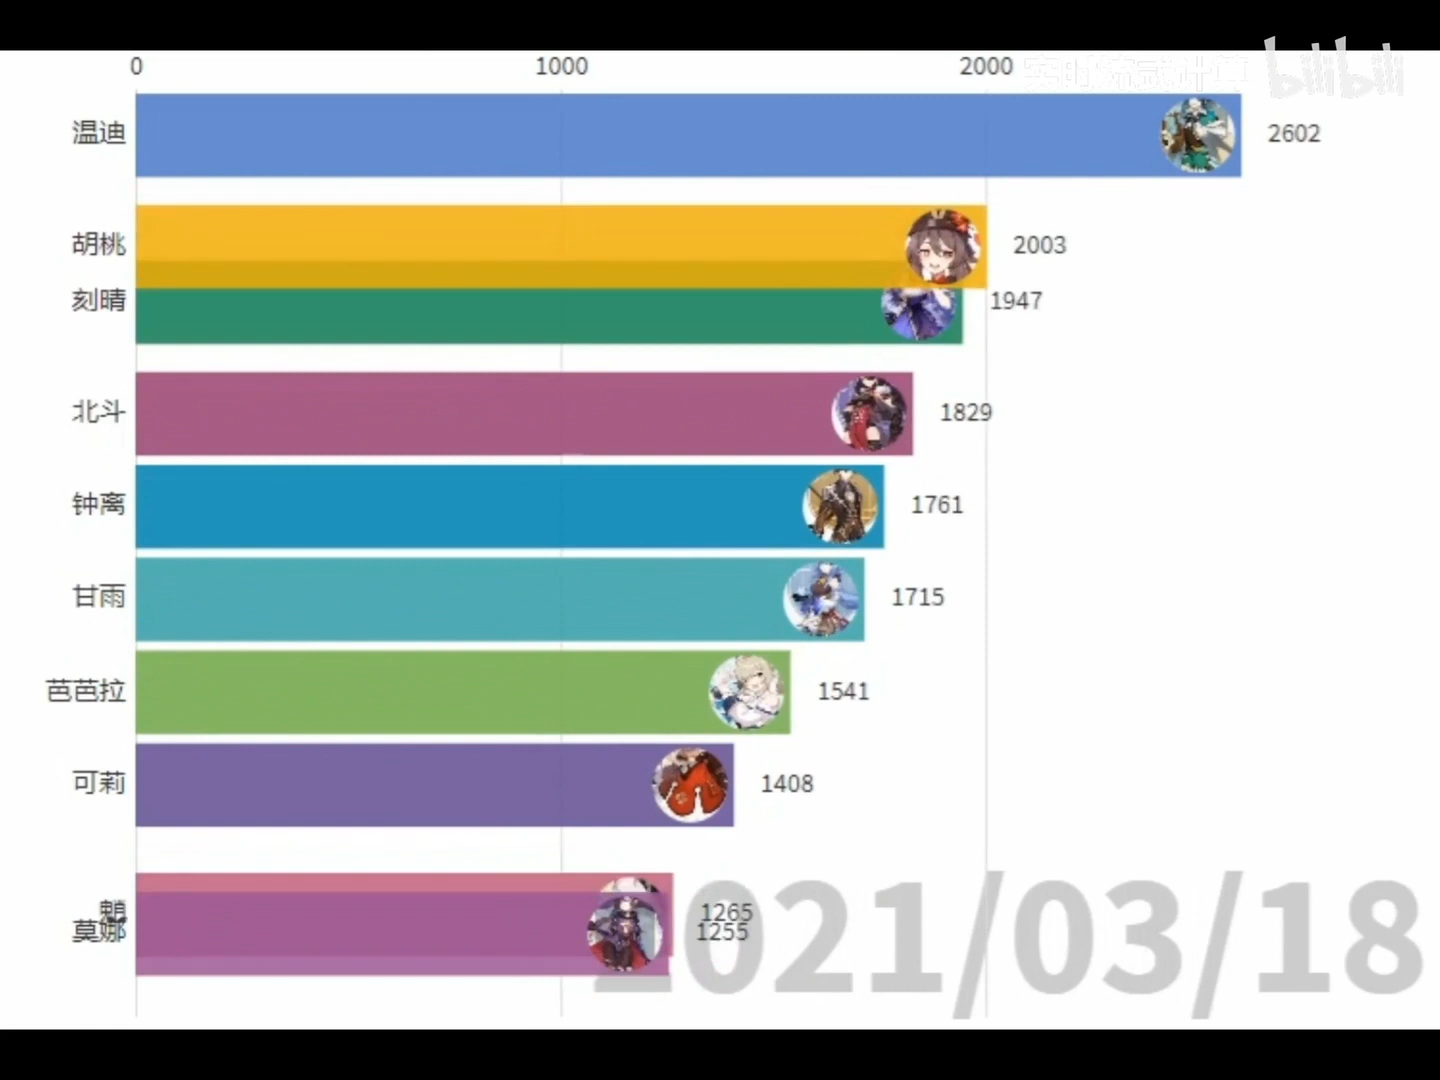 0 1000 2000
bilibili
温迪 2602
胡桃 2003
刻晴 1947
北斗 1829
钟离 1761
甘雨 1715
芭芭拉 1541
可莉 1408
魈 1265
莫娜 1255
2021/03/18